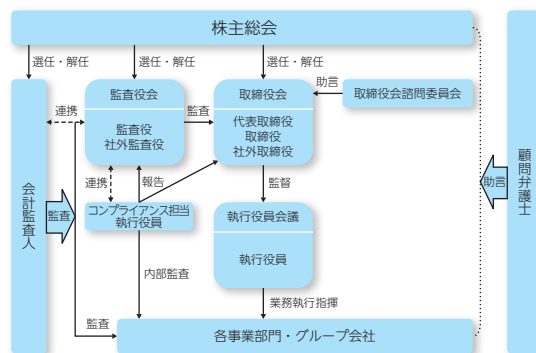 株主総会
選任・解任
選任・解任
選任・解任
監査役会
監査役
社外監査役
監査
取締役会
代表取締役
取締役
社外取締役
助言
取締役会諮問委員会
連携
会計監査人
監査
連携
報告
コンプライアンス担当
執行役員
監督
執行役員会議
執行役員
助言
顧問弁護士
内部監査
業務執行指揮
監査
各事業部門・グループ会社